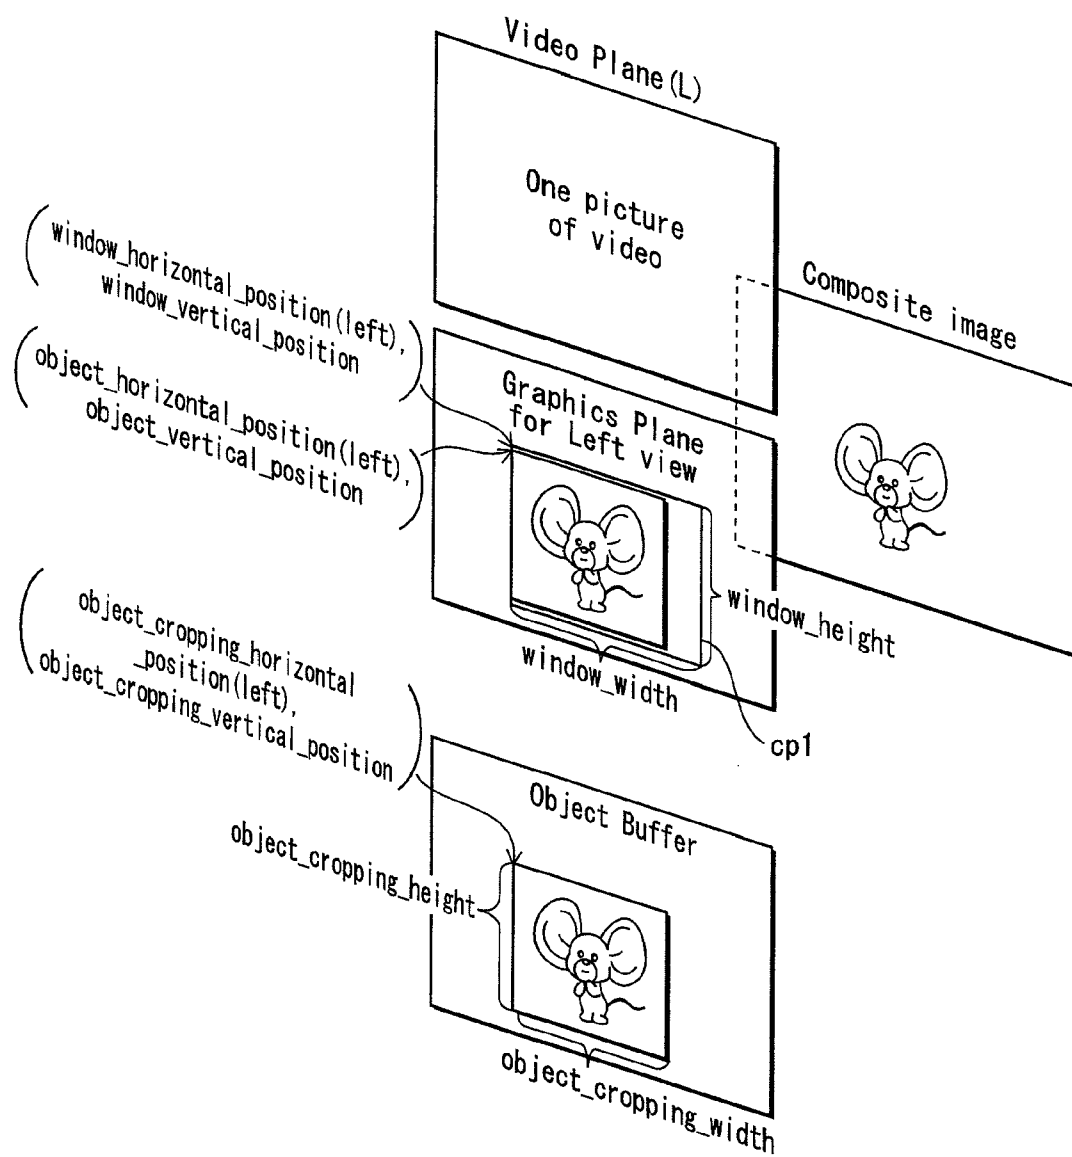 Video Plane(L)
One picture
of video
window_horizontal_position(left),
window_vertical_position
Composite image
object_horizontal_position(left),
object_vertical_position
Graphics Plane
for Left view
window_height
window_width
cp1
object_cropping_horizontal
_position(left),
object_cropping_vertical_position
Object Buffer
object_cropping_height
object_cropping_width